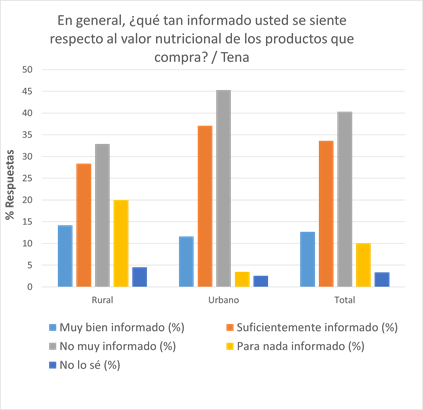 En general, ¿qué tan informado usted se siente
respecto al valor nutricional de los productos que
compra? / Tena
% Respuestas
50
45
40
35
30
25
20
15
10
5
0
Rural Urbano Total
Muy bien informado (%) Suficientemente informado (%)
No muy informado (%) Para nada informado (%)
No lo sé (%)